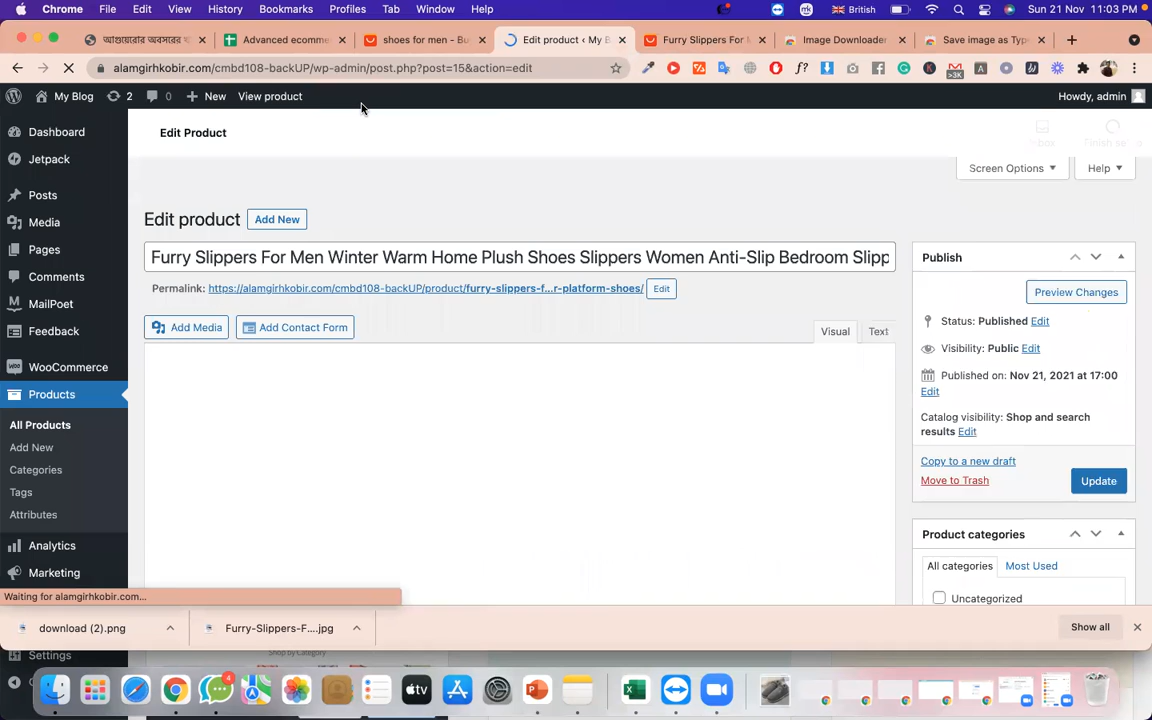 Chrome File Edit View History Bookmarks Profiles Tab Window Help British Sun 21 Nov 11:03 PM
আগুয়েরোর অবসরের খ Advanced ecomme shoes for men - Bu Edit product ‹ My B Furry Slippers For M Image Downloader Save image as Typ
alamgirhkobir.com/cmbd108-backUP/wp-admin/post.php?post=15&action=edit
My Blog 2 0 New View product Howdy, admin
Dashboard
Jetpack
Posts
Media
Pages
Comments
MailPoet
Feedback
WooCommerce
Products
All Products
Add New
Categories
Tags
Attributes
Analytics
Marketing
Settings
Edit Product
Screen Options Help
Edit product Add New
Furry Slippers For Men Winter Warm Home Plush Shoes Slippers Women Anti-Slip Bedroom Slipp
Permalink: https://alamgirhkobir.com/cmbd108-backUP/product/furry-slippers-f...r-platform-shoes/ Edit
Add Media Add Contact Form Visual Text
Publish
Preview Changes
Status: Published Edit
Visibility: Public Edit
Published on: Nov 21, 2021 at 17:00
Edit
Catalog visibility: Shop and search
results Edit
Copy to a new draft
Move to Trash Update
Product categories
All categories Most Used
Uncategorized
Waiting for alamgirhkobir.com...
download (2).png Furry-Slippers-F....jpg Show all
Shop by Category
4